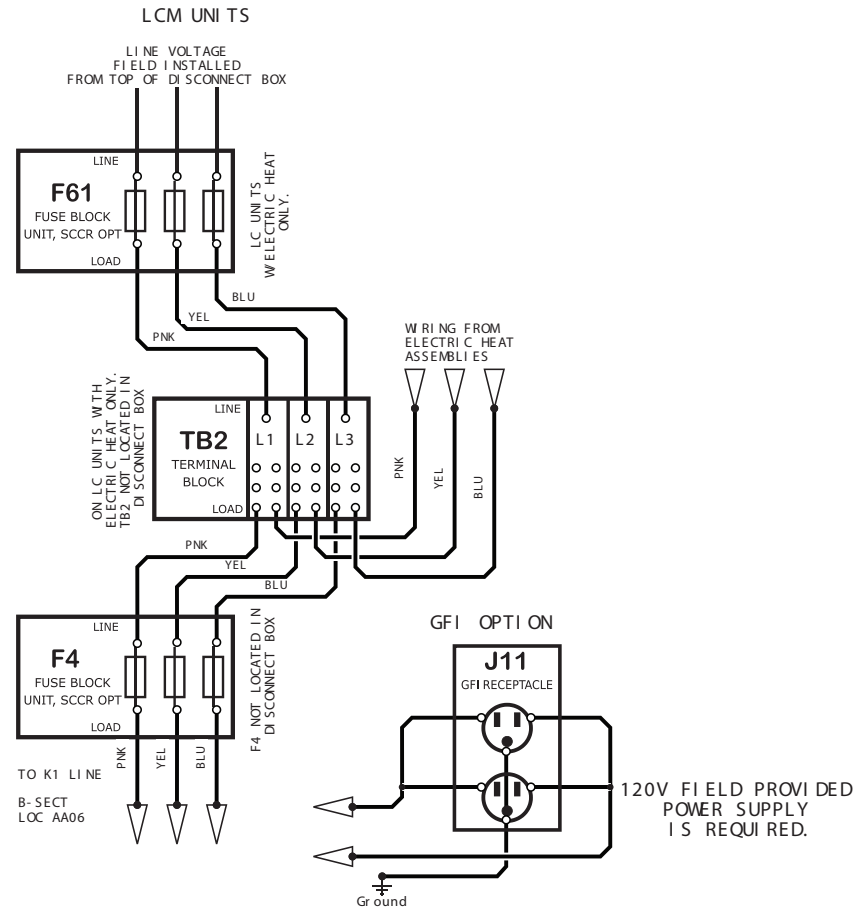 LCM UNITS
LINE VOLTAGE
FIELD INSTALLED
FROM TOP OF DISCONNECT BOX
LINE
F61
FUSE BLOCK
UNIT, SCCR OPT
LOAD
LC UNITS
W/ELECTRIC HEAT
ONLY.
BLU
YEL
PNK
WIRING FROM
ELECTRIC HEAT
ASSEMBLIES
ON LC UNITS WITH
ELECTRIC HEAT ONLY.
TB2 NOT LOCATED IN
DISCONNECT BOX
LINE
TB2
TERMINAL
BLOCK
LOAD
L1
L2
L3
PNK
YEL
BLU
PNK
YEL
BLU
LINE
F4
FUSE BLOCK
UNIT, SCCR OPT
LOAD
F4 NOT LOCATED IN
DISCONNECT BOX
PNK
YEL
BLU
TO K1 LINE
B-SECT
LOC AA06
GFI OPTION
J11
GFI RECEPTACLE
120V FIELD PROVIDED
POWER SUPPLY
IS REQUIRED.
Ground